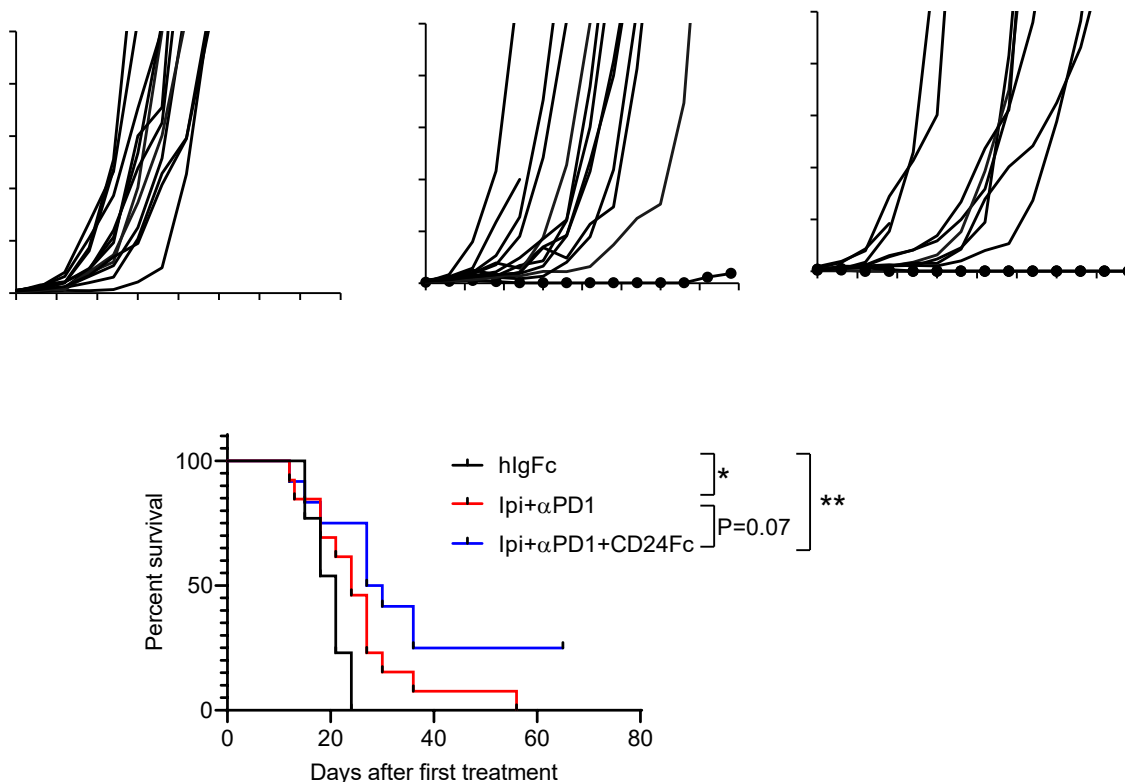 100
50
0
0 20 40 60 80
Percent survival
Days after first treatment
hIgFc
Ipi+αPD1
Ipi+αPD1+CD24Fc
*
P=0.07
**